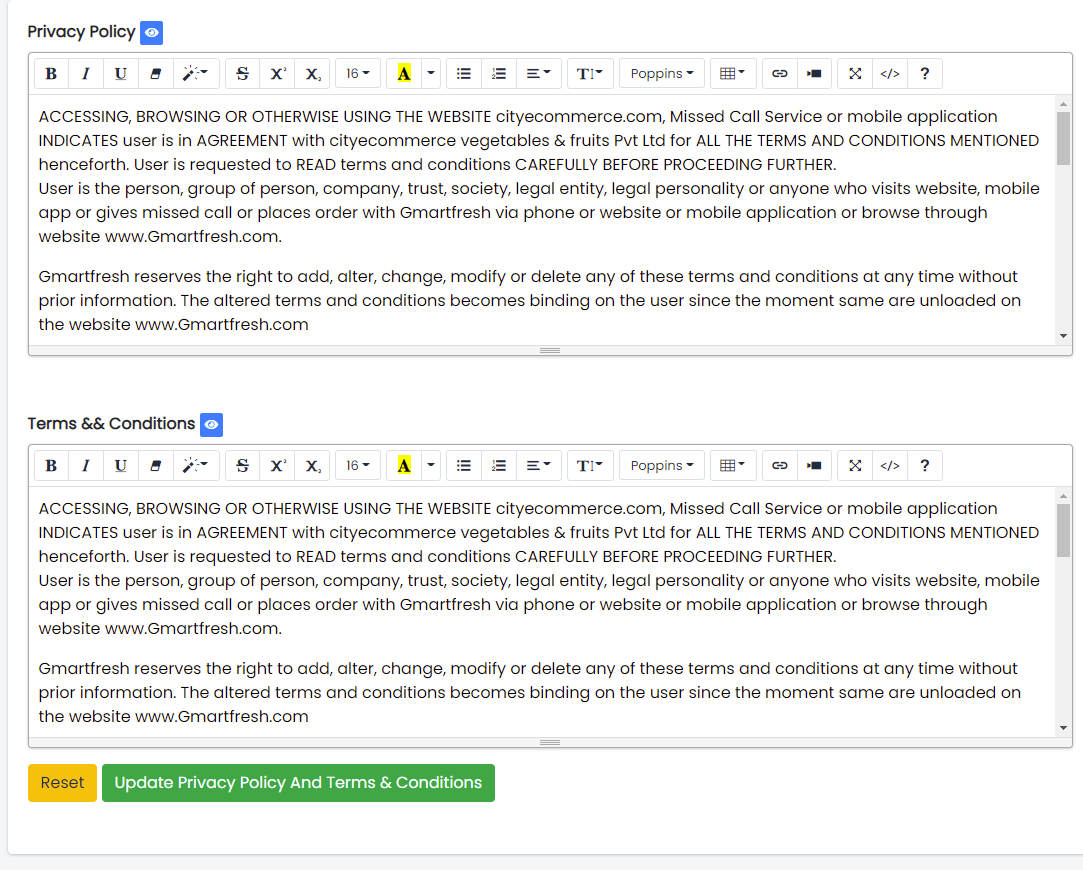 Privacy Policy
B I U S X² X₂ 16 A T Poppins </> ?
ACCESSING, BROWSING OR OTHERWISE USING THE WEBSITE cityecommerce.com, Missed Call Service or mobile application
INDICATES user is in AGREEMENT with cityecommerce vegetables & fruits Pvt Ltd for ALL THE TERMS AND CONDITIONS MENTIONED
henceforth. User is requested to READ terms and conditions CAREFULLY BEFORE PROCEEDING FURTHER.
User is the person, group of person, company, trust, society, legal entity, legal personality or anyone who visits website, mobile
app or gives missed call or places order with Gmartfresh via phone or website or mobile application or browse through
website www.Gmartfresh.com.
Gmartfresh reserves the right to add, alter, change, modify or delete any of these terms and conditions at any time without
prior information. The altered terms and conditions becomes binding on the user since the moment same are unloaded on
the website www.Gmartfresh.com
Terms && Conditions
B I U S X² X₂ 16 A T Poppins </> ?
ACCESSING, BROWSING OR OTHERWISE USING THE WEBSITE cityecommerce.com, Missed Call Service or mobile application
INDICATES user is in AGREEMENT with cityecommerce vegetables & fruits Pvt Ltd for ALL THE TERMS AND CONDITIONS MENTIONED
henceforth. User is requested to READ terms and conditions CAREFULLY BEFORE PROCEEDING FURTHER.
User is the person, group of person, company, trust, society, legal entity, legal personality or anyone who visits website, mobile
app or gives missed call or places order with Gmartfresh via phone or website or mobile application or browse through
website www.Gmartfresh.com.
Gmartfresh reserves the right to add, alter, change, modify or delete any of these terms and conditions at any time without
prior information. The altered terms and conditions becomes binding on the user since the moment same are unloaded on
the website www.Gmartfresh.com
Reset Update Privacy Policy And Terms & Conditions